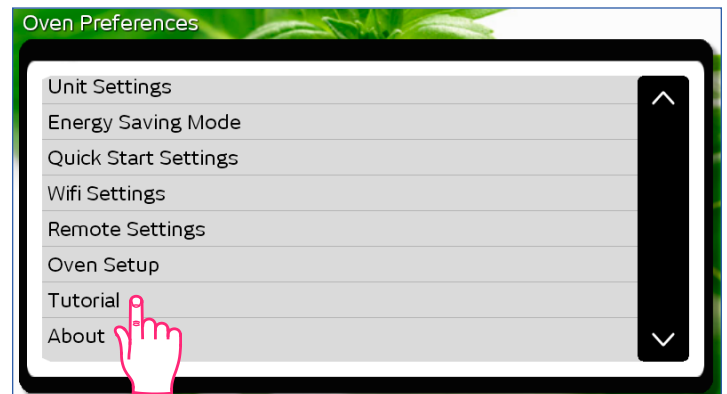 Oven Preferences
Unit Settings
Energy Saving Mode
Quick Start Settings
Wifi Settings
Remote Settings
Oven Setup
Tutorial
About